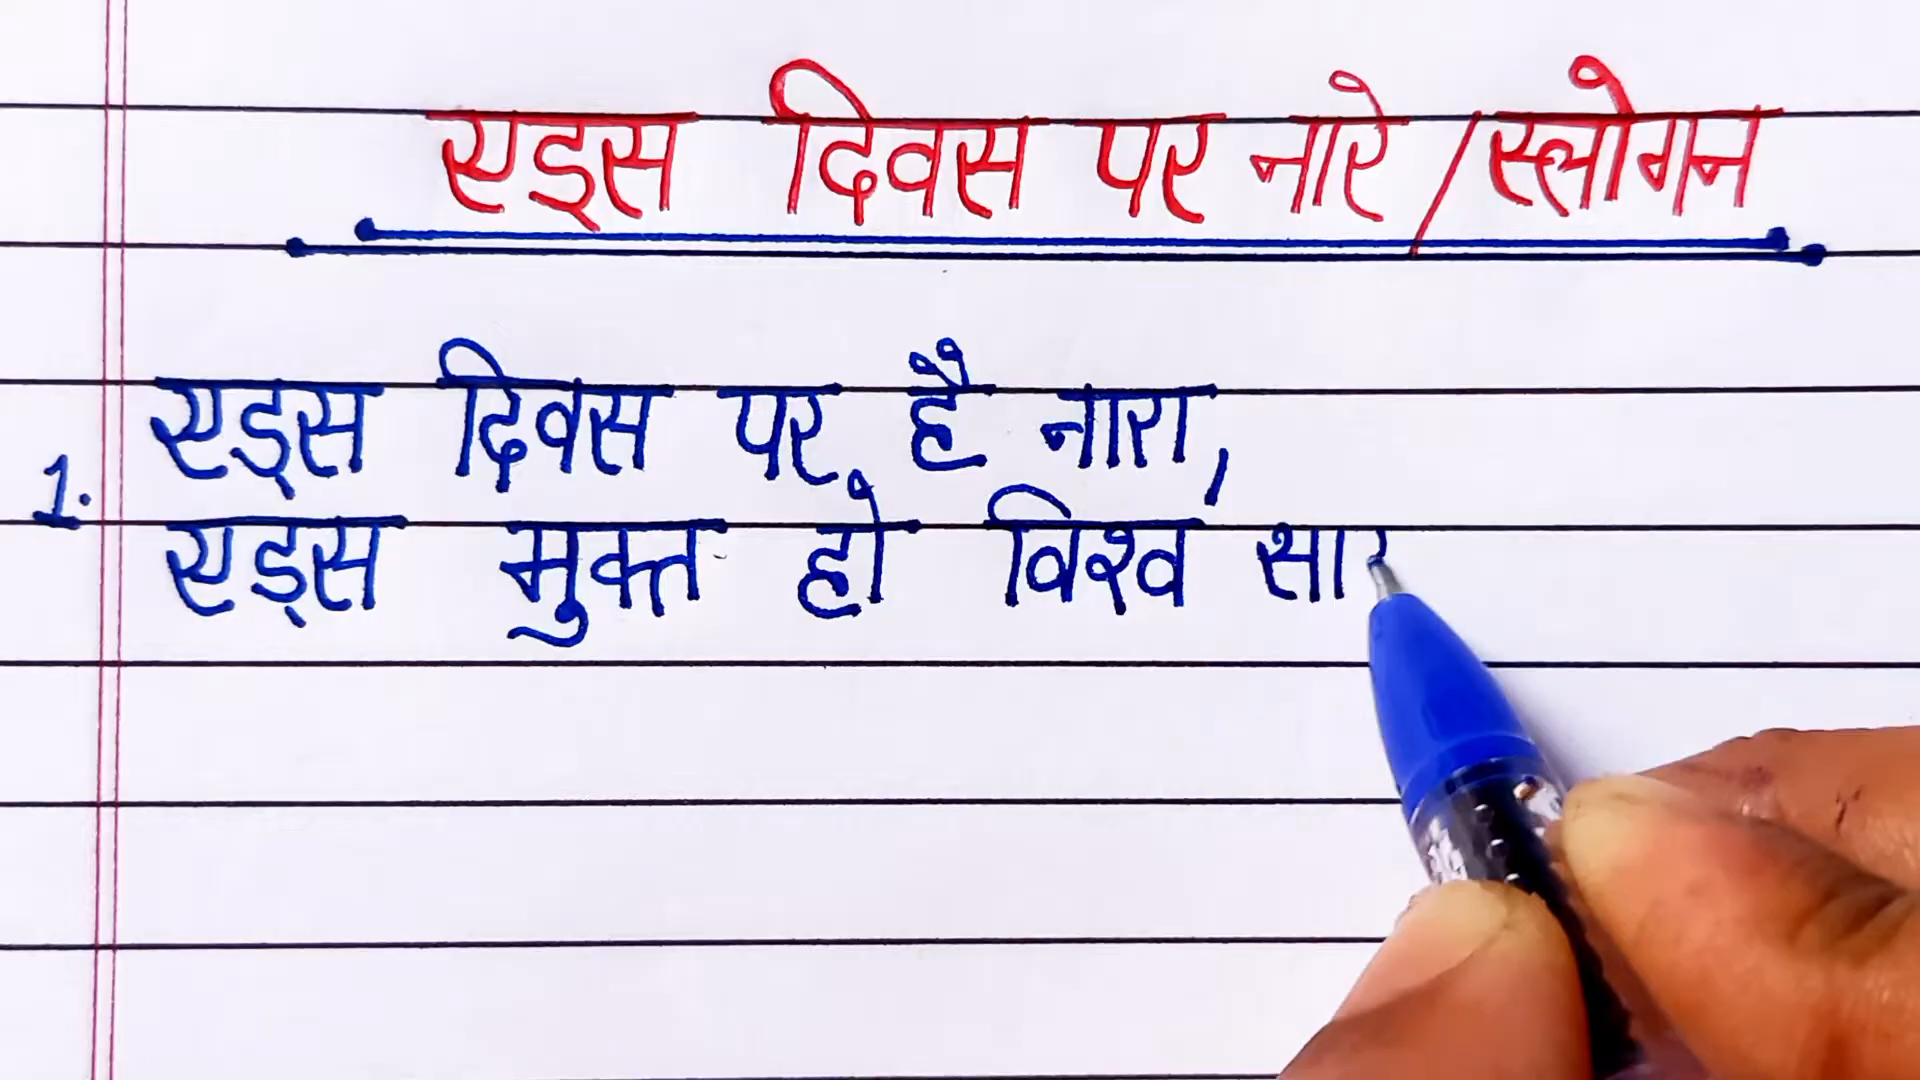 एड्स दिवस पर नारे/स्लोगन
1. एड्स दिवस पर है नारा,
एड्स मुक्त हो विश्व